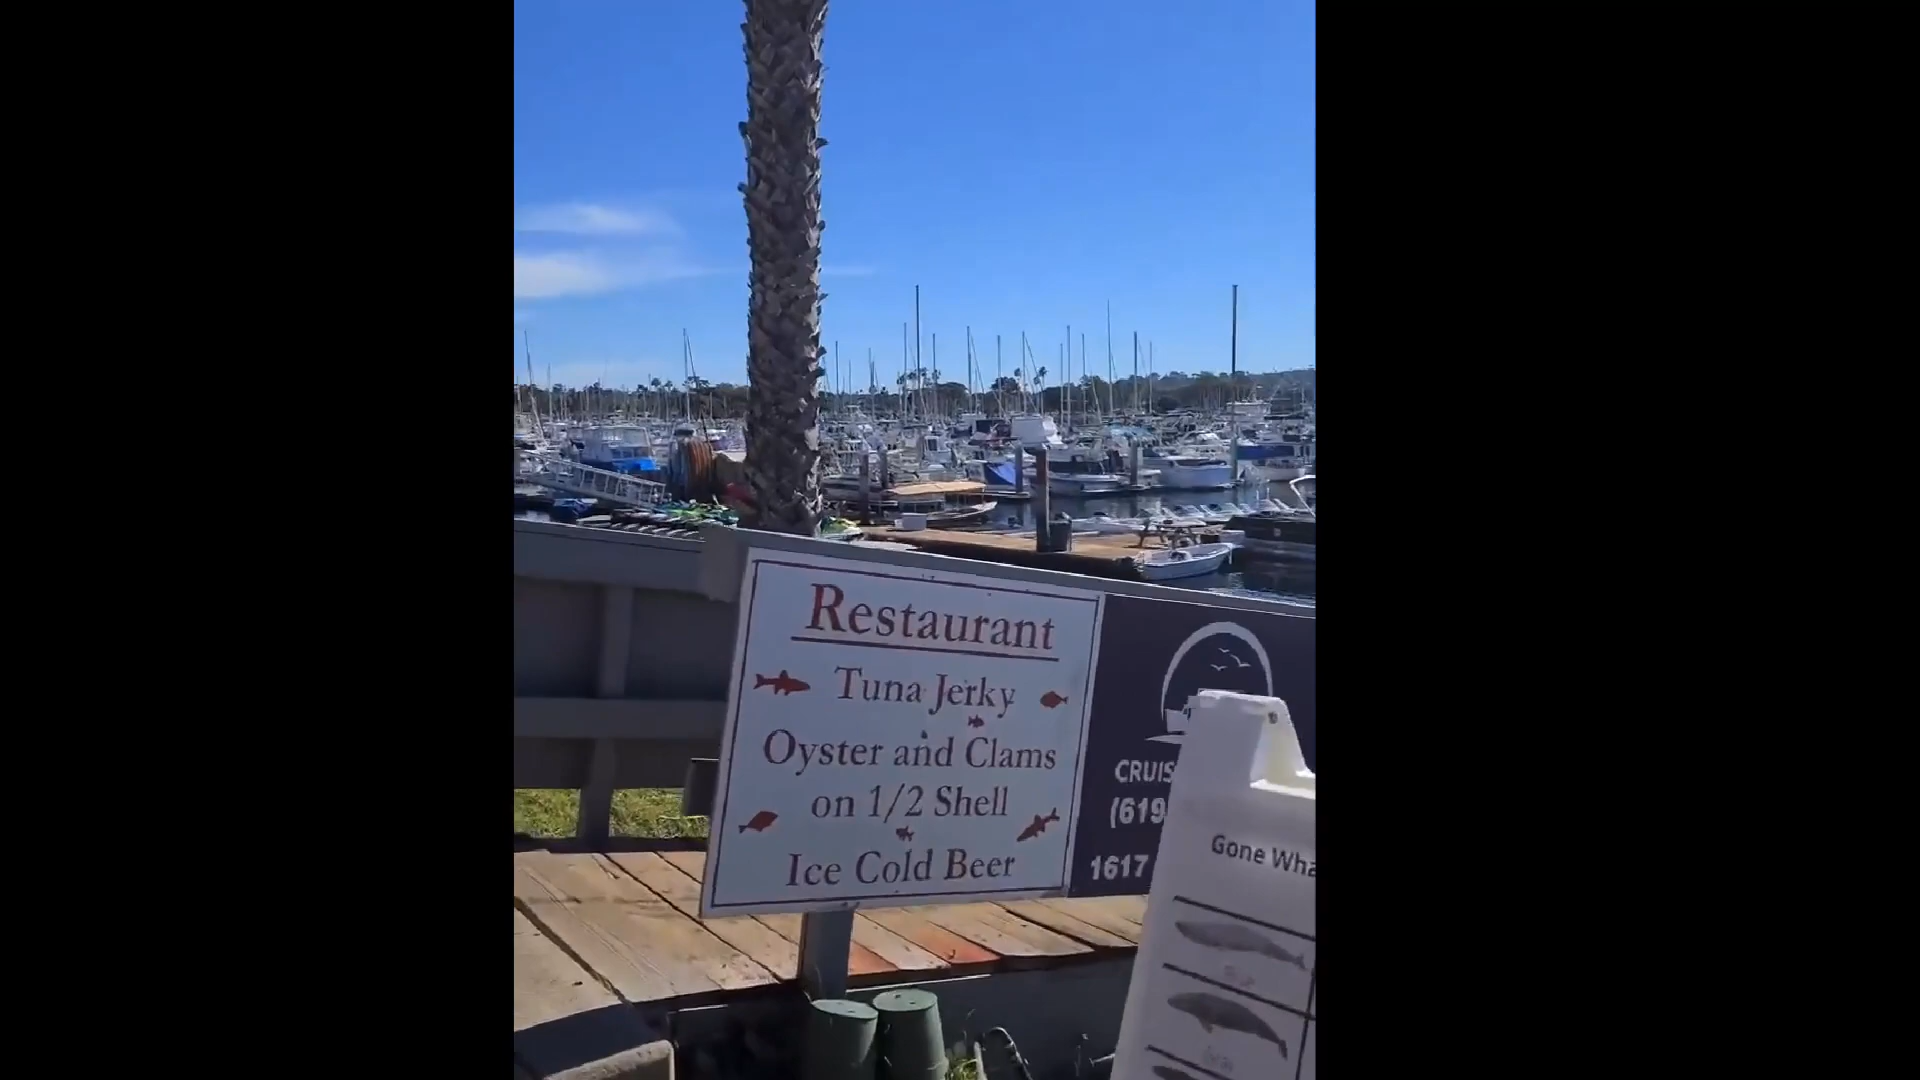 Restaurant
Tuna Jerky
Oyster and Clams
on 1/2 Shell
Ice Cold Beer
CRUIS
(619
1617
Gone Wha